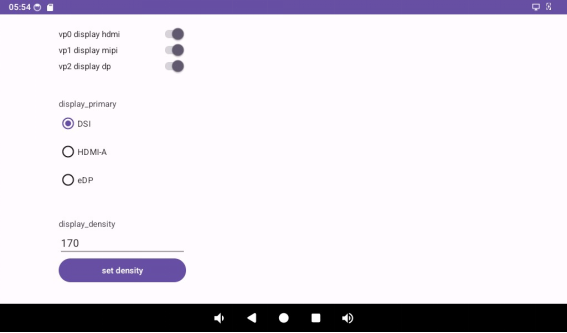 05:54
vp0 display hdmi
vp1 display mipi
vp2 display dp
display_primary
DSI
HDMI-A
eDP
display_density
170
set density